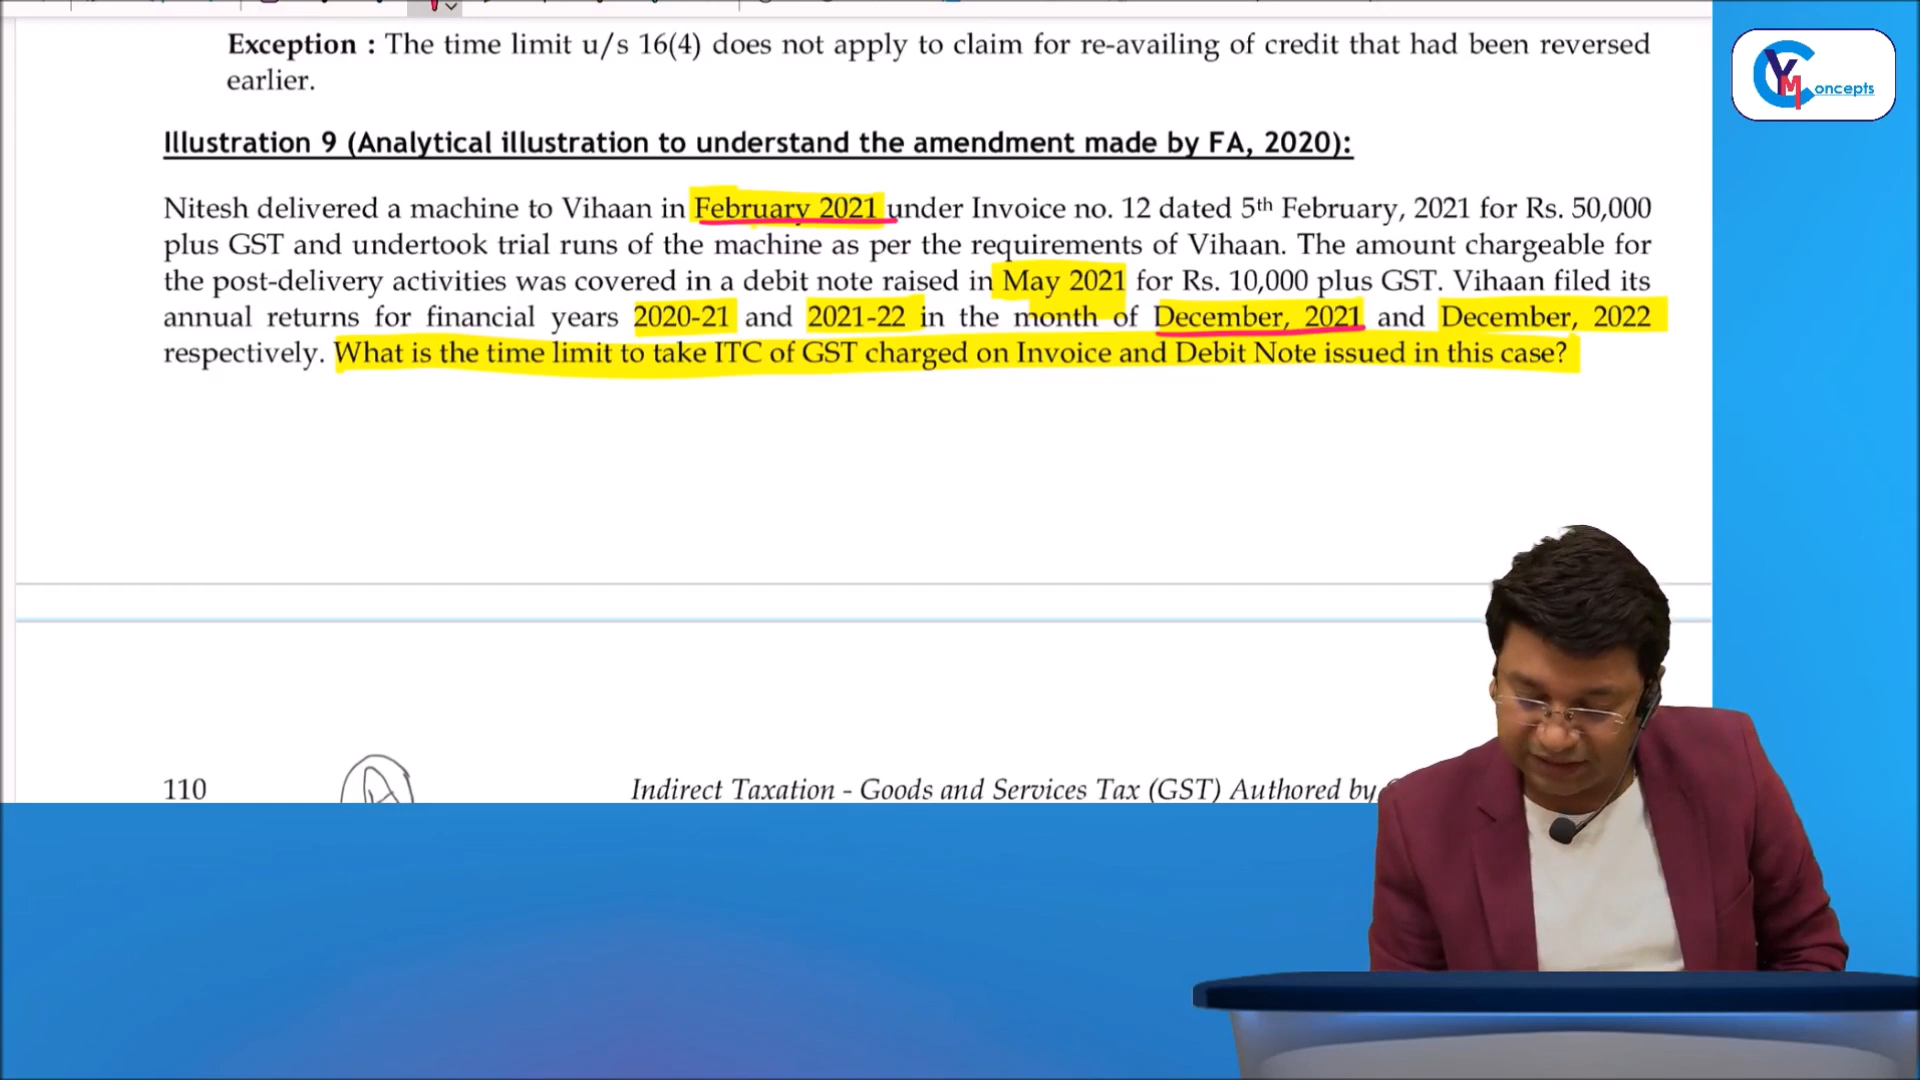 Exception : The time limit u/s 16(4) does not apply to claim for re-availing of credit that had been reversed
earlier.
oncepts
Illustration 9 (Analytical illustration to understand the amendment made by FA, 2020):
Nitesh delivered a machine to Vihaan in February 2021 under Invoice no. 12 dated 5th February, 2021 for Rs. 50,000
plus GST and undertook trial runs of the machine as per the requirements of Vihaan. The amount chargeable for
the post-delivery activities was covered in a debit note raised in May 2021 for Rs. 10,000 plus GST. Vihaan filed its
annual returns for financial years 2020-21 and 2021-22 in the month of December, 2021 and December, 2022
respectively. What is the time limit to take ITC of GST charged on Invoice and Debit Note issued in this case?
110
Indirect Taxation - Goods and Services Tax (GST) Authored by